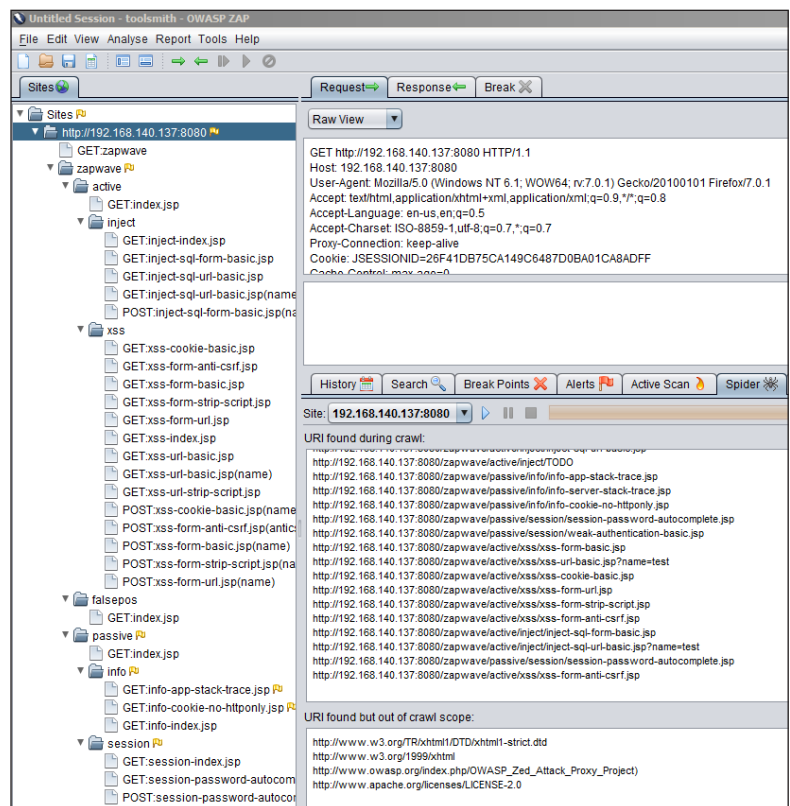 Untitled Session - toolsmith - OWASP ZAP
File Edit View Analyse Report Tools Help
Sites
Sites
http://192.168.140.137:8080
GET:zapwave
zapwave
active
GET:index.jsp
inject
GET:inject-index.jsp
GET:inject-sql-form-basic.jsp
GET:inject-sql-url-basic.jsp
GET:inject-sql-url-basic.jsp(name
POST:inject-sql-form-basic.jsp(na
xss
GET:xss-cookie-basic.jsp
GET:xss-form-anti-csrf.jsp
GET:xss-form-basic.jsp
GET:xss-form-strip-script.jsp
GET:xss-form-url.jsp
GET:xss-index.jsp
GET:xss-url-basic.jsp
GET:xss-url-basic.jsp(name)
GET:xss-url-strip-script.jsp
POST:xss-cookie-basic.jsp(name
POST:xss-form-anti-csrf.jsp(antics
POST:xss-form-basic.jsp(name)
POST:xss-form-strip-script.jsp(na
POST:xss-form-url.jsp(name)
falsepos
GET:index.jsp
passive
GET:index.jsp
info
GET:info-app-stack-trace.jsp
GET:info-cookie-no-httponly.jsp
GET:info-index.jsp
session
GET:session-index.jsp
GET:session-password-autocom
POST:session-password-autocor
Request Response Break
Raw View
GET http://192.168.140.137:8080 HTTP/1.1
Host: 192.168.140.137:8080
User-Agent: Mozilla/5.0 (Windows NT 6.1; WOW64; rv:7.0.1) Gecko/20100101 Firefox/7.0.1
Accept: text/html,application/xhtml+xml,application/xml;q=0.9,*/*;q=0.8
Accept-Language: en-us,en;q=0.5
Accept-Charset: ISO-8859-1,utf-8;q=0.7,*;q=0.7
Proxy-Connection: keep-alive
Cookie: JSESSIONID=26F41DB75CA149C6487D0BA01CA8ADFF
Cache-Control: max-age=0
History Search Break Points Alerts Active Scan Spider
Site: 192.168.140.137:8080
URI found during crawl:
http://192.168.140.137:8080/zapwave/active/inject/inject-sql-url-basic.jsp
http://192.168.140.137:8080/zapwave/active/inject/TODO
http://192.168.140.137:8080/zapwave/passive/info/info-app-stack-trace.jsp
http://192.168.140.137:8080/zapwave/passive/info/info-server-stack-trace.jsp
http://192.168.140.137:8080/zapwave/passive/info/info-cookie-no-httponly.jsp
http://192.168.140.137:8080/zapwave/passive/session/session-password-autocomplete.jsp
http://192.168.140.137:8080/zapwave/passive/session/weak-authentication-basic.jsp
http://192.168.140.137:8080/zapwave/active/xss/xss-form-basic.jsp
http://192.168.140.137:8080/zapwave/active/xss/xss-url-basic.jsp?name=test
http://192.168.140.137:8080/zapwave/active/xss/xss-cookie-basic.jsp
http://192.168.140.137:8080/zapwave/active/xss/xss-form-url.jsp
http://192.168.140.137:8080/zapwave/active/xss/xss-form-strip-script.jsp
http://192.168.140.137:8080/zapwave/active/xss/xss-form-anti-csrf.jsp
http://192.168.140.137:8080/zapwave/active/inject/inject-sql-form-basic.jsp
http://192.168.140.137:8080/zapwave/active/inject/inject-sql-url-basic.jsp?name=test
http://192.168.140.137:8080/zapwave/passive/session/session-password-autocomplete.jsp
http://192.168.140.137:8080/zapwave/active/xss/xss-form-anti-csrf.jsp
URI found but out of crawl scope:
http://www.w3.org/TR/xhtml1/DTD/xhtml1-strict.dtd
http://www.w3.org/1999/xhtml
http://www.owasp.org/index.php/OWASP_Zed_Attack_Proxy_Project)
http://www.apache.org/licenses/LICENSE-2.0